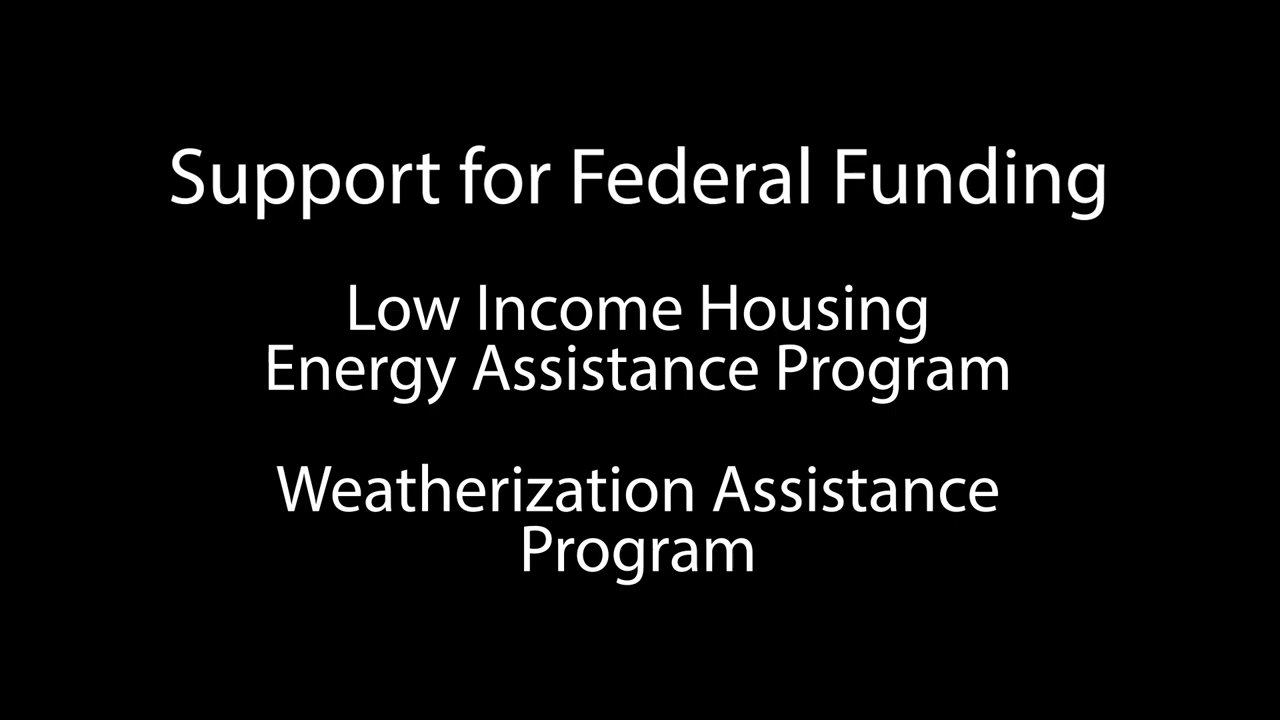 Support for Federal Funding
Low Income Housing
Energy Assistance Program
Weatherization Assistance
Program